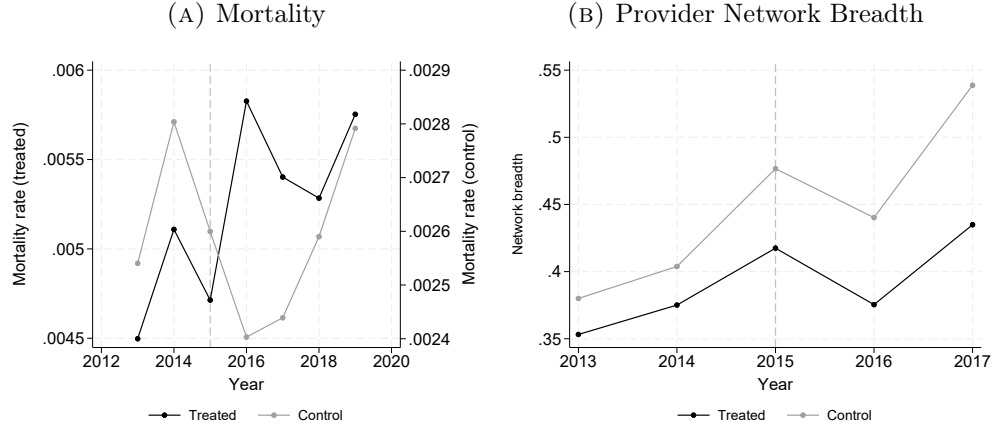 (A) Mortality
Mortality rate (treated)
.006
.0055
.005
.0045
.0029
.0028
.0027
.0026
.0025
.0024
Mortality rate (control)
2012 2014 2016 2018 2020
Year
Treated Control
(B) Provider Network Breadth
Network breadth
.55
.5
.45
.4
.35
2013 2014 2015 2016 2017
Year
Treated Control